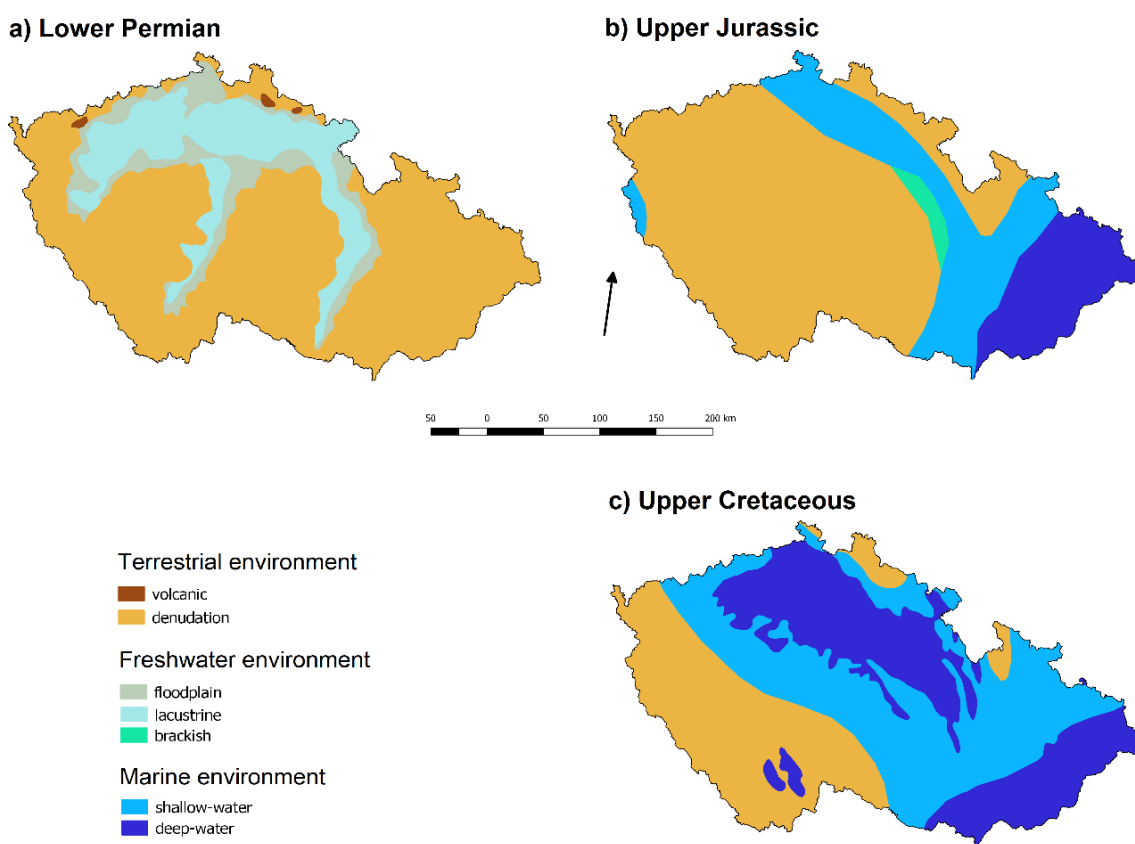 a) Lower Permian
b) Upper Jurassic
50 0 50 100 150 200 km
c) Upper Cretaceous
Terrestrial environment
volcanic
denudation
Freshwater environment
floodplain
lacustrine
brackish
Marine environment
shallow-water
deep-water